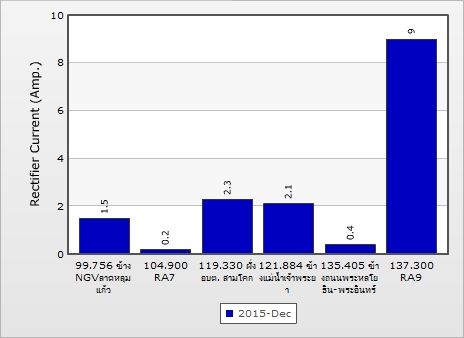 10
8
6
4
2
0
Rectifier Current (Amp.)
1.5
0.2
2.3
2.1
0.4
9
99.756 ข้าง
NGVลาดหลุม
แก้ว
104.900
RA7
119.330 ฝั่ง
อบต. สามโคก
121.884 ข้า
งแม่น้ำเจ้าพระย
า
135.405 ข้า
งถนนพระหลโย
ธิน-พระอินทร์
137.300
RA9
2015-Dec